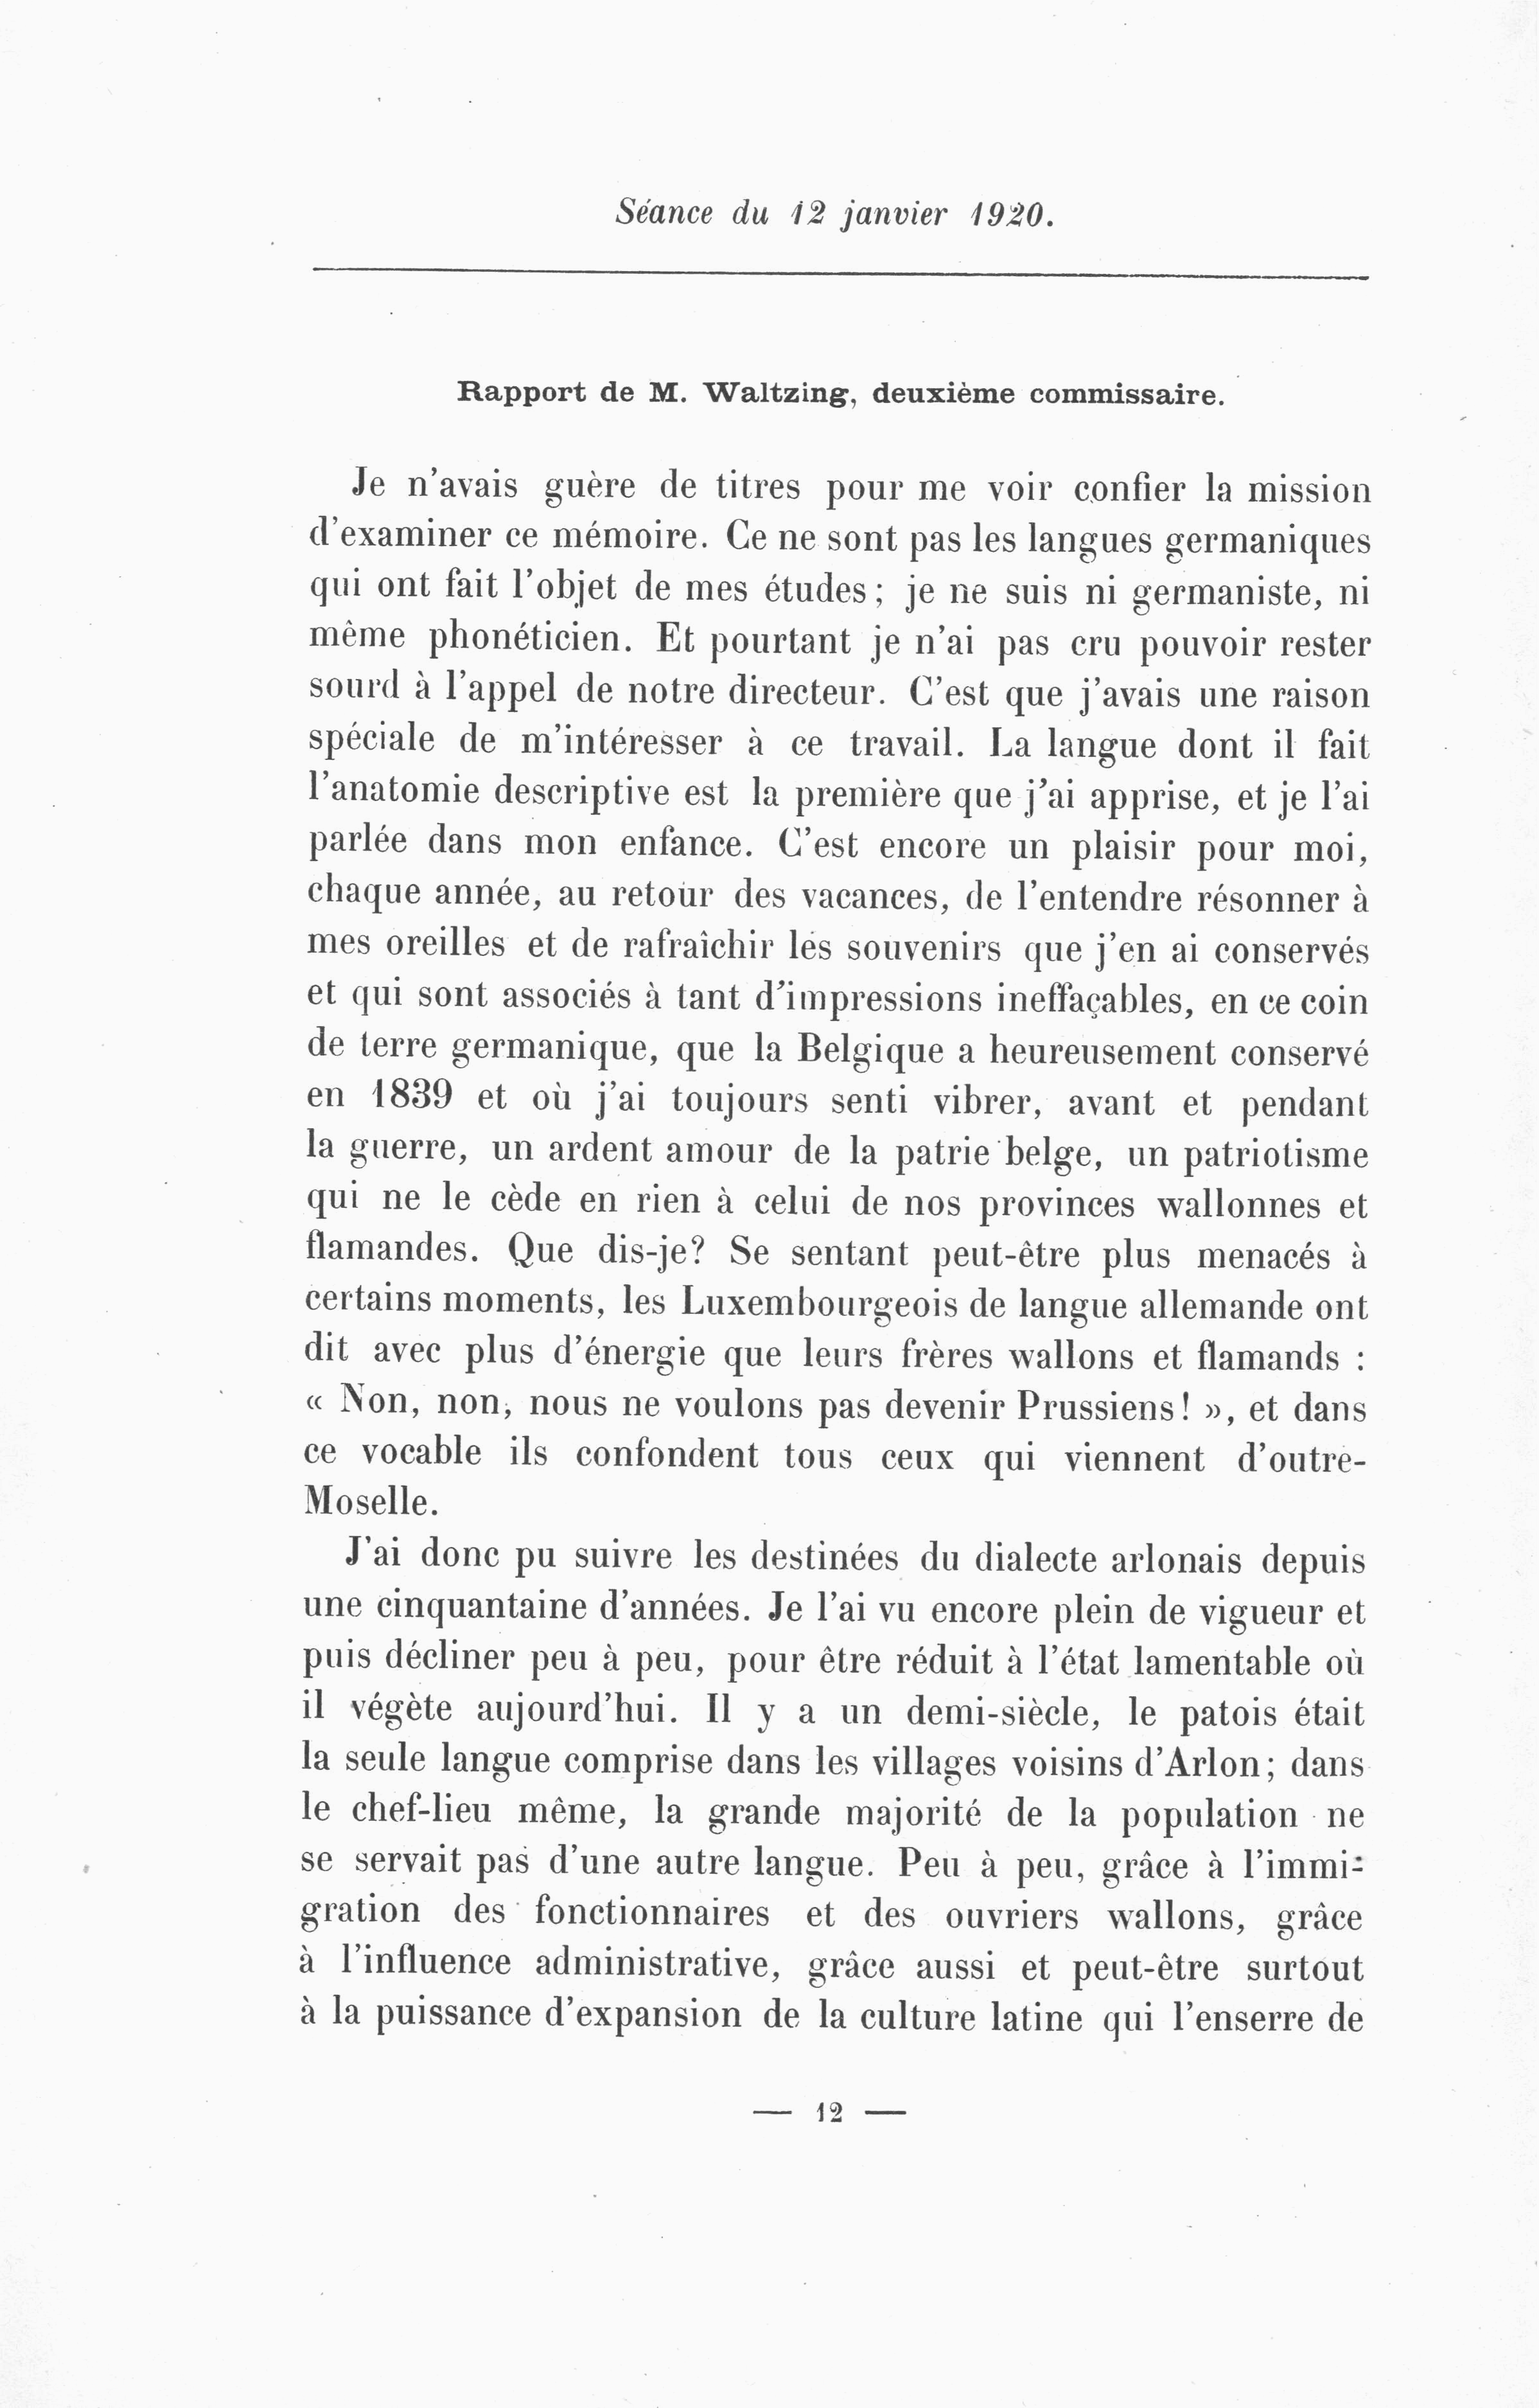 Séance du 12 janvier 1920.
Rapport de M. Waltzing, deuxième commissaire.
Je n'avais guère de titres pour me voir confier la mission
d'examiner ce mémoire. Ce ne sont pas les langues germaniques
qui ont fait l'objet de mes études; je ne suis ni germaniste, ni
même phonéticien. Et pourtant je n'ai pas cru pouvoir rester
sourd à l'appel de notre directeur. C'est que j'avais une raison
spéciale de m'intéresser à ce travail. La langue dont il fait
l'anatomie descriptive est la première que j'ai apprise, et je l'ai
parlée dans mon enfance. C'est encore un plaisir pour moi,
chaque année, au retour des vacances, de l'entendre résonner à
mes oreilles et de rafraîchir les souvenirs que j'en ai conservés
et qui sont associés à tant d'impressions ineffaçables, en ce coin
de terre germanique, que la Belgique a heureusement conservé
en 1839 et où j'ai toujours senti vibrer, avant et pendant
la guerre, un ardent amour de la patrie belge, un patriotisme
qui ne le cède en rien à celui de nos provinces wallonnes et
flamandes. Que dis-je? Se sentant peut-être plus menacés à
certains moments, les Luxembourgeois de langue allemande ont
dit avec plus d'énergie que leurs frères wallons et flamands :
« Non, non, nous ne voulons pas devenir Prussiens! », et dans
ce vocable ils confondent tous ceux qui viennent d'outre-
Moselle.
J'ai donc pu suivre les destinées du dialecte arlonais depuis
une cinquantaine d'années. Je l'ai vu encore plein de vigueur et
puis décliner peu à peu, pour être réduit à l'état lamentable où
il végète aujourd'hui. Il y a un demi-siècle, le patois était
la seule langue comprise dans les villages voisins d'Arlon; dans
le chef-lieu même, la grande majorité de la population ne
se servait pas d'une autre langue. Peu à peu, grâce à l'immi-
gration des fonctionnaires et des ouvriers wallons, grâce
à l'influence administrative, grâce aussi et peut-être surtout
à la puissance d'expansion de la culture latine qui l'enserre de
— 12 —